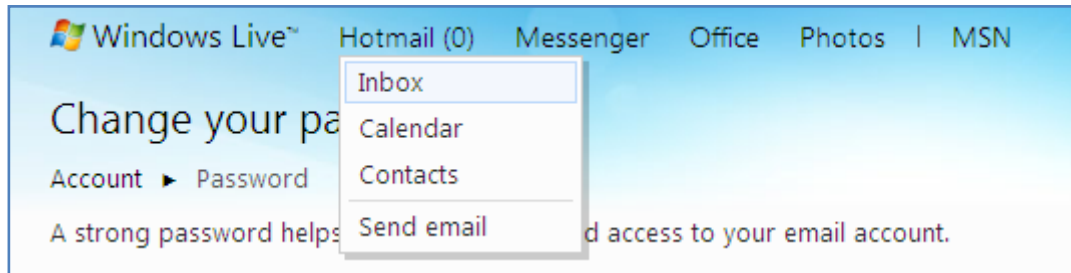 Windows Live™ Hotmail (0) Messenger Office Photos | MSN
Inbox
Change your pa
Calendar
Account ► Password
Contacts
Send email
A strong password helps d access to your email account.